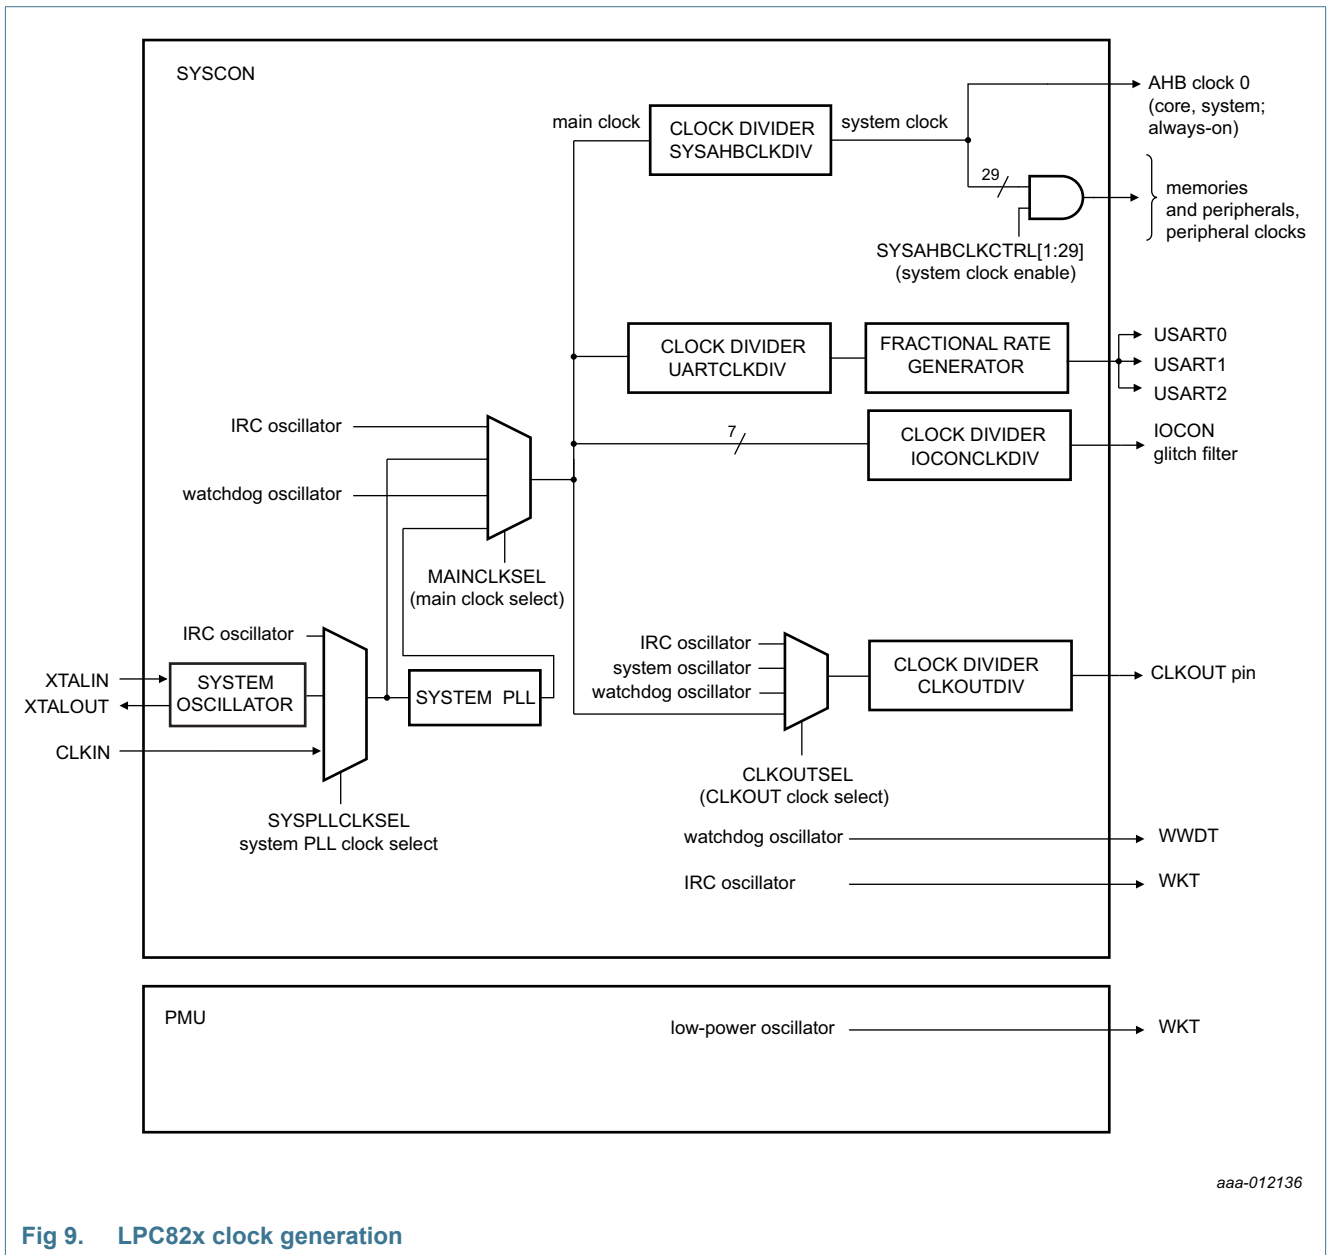 SYSCON
AHB clock 0
(core, system;
always-on)
main clock
CLOCK DIVIDER
SYSAHBCLKDIV
system clock
29
memories
and peripherals,
peripheral clocks
SYSAHBCLKCTRL[1:29]
(system clock enable)
CLOCK DIVIDER
UARTCLKDIV
FRACTIONAL RATE
GENERATOR
USART0
USART1
USART2
IRC oscillator
7
CLOCK DIVIDER
IOCONCLKDIV
IOCON
glitch filter
watchdog oscillator
MAINCLKSEL
(main clock select)
IRC oscillator
XTALIN
XTALOUT
SYSTEM
OSCILLATOR
SYSTEM PLL
CLKIN
SYSPLLCLKSEL
system PLL clock select
IRC oscillator
system oscillator
watchdog oscillator
CLOCK DIVIDER
CLKOUTDIV
CLKOUT pin
CLKOUTSEL
(CLKOUT clock select)
watchdog oscillator
WWDT
IRC oscillator
WKT
PMU
low-power oscillator
WKT
aaa-012136
Fig 9. LPC82x clock generation